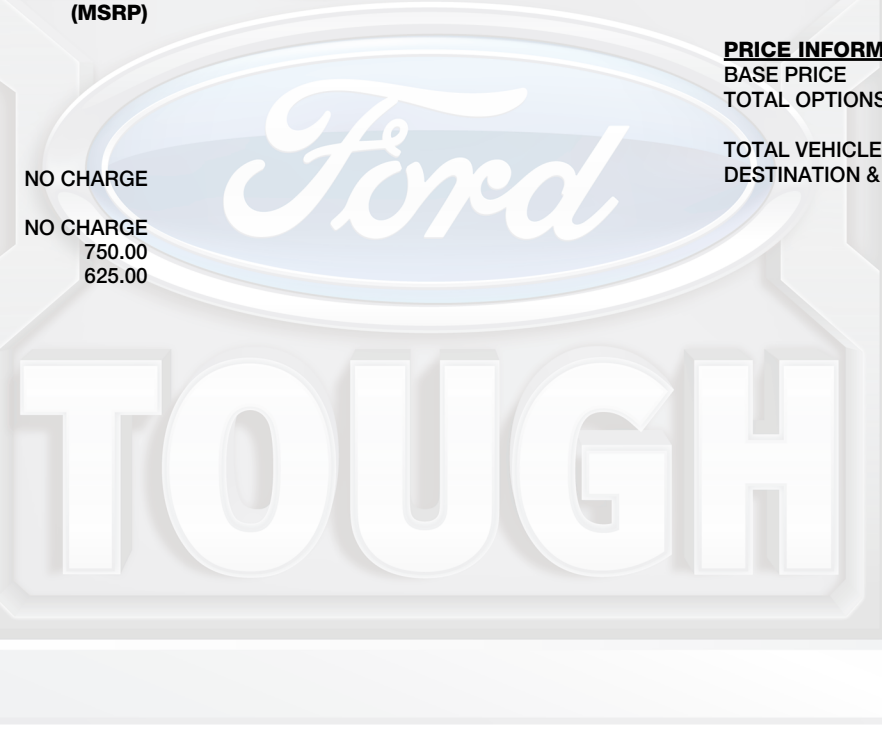 (MSRP)
NO CHARGE
NO CHARGE
750.00
625.00
PRICE INFORM
BASE PRICE
TOTAL OPTIONS
TOTAL VEHICLE
DESTINATION &
Ford
TOUGH